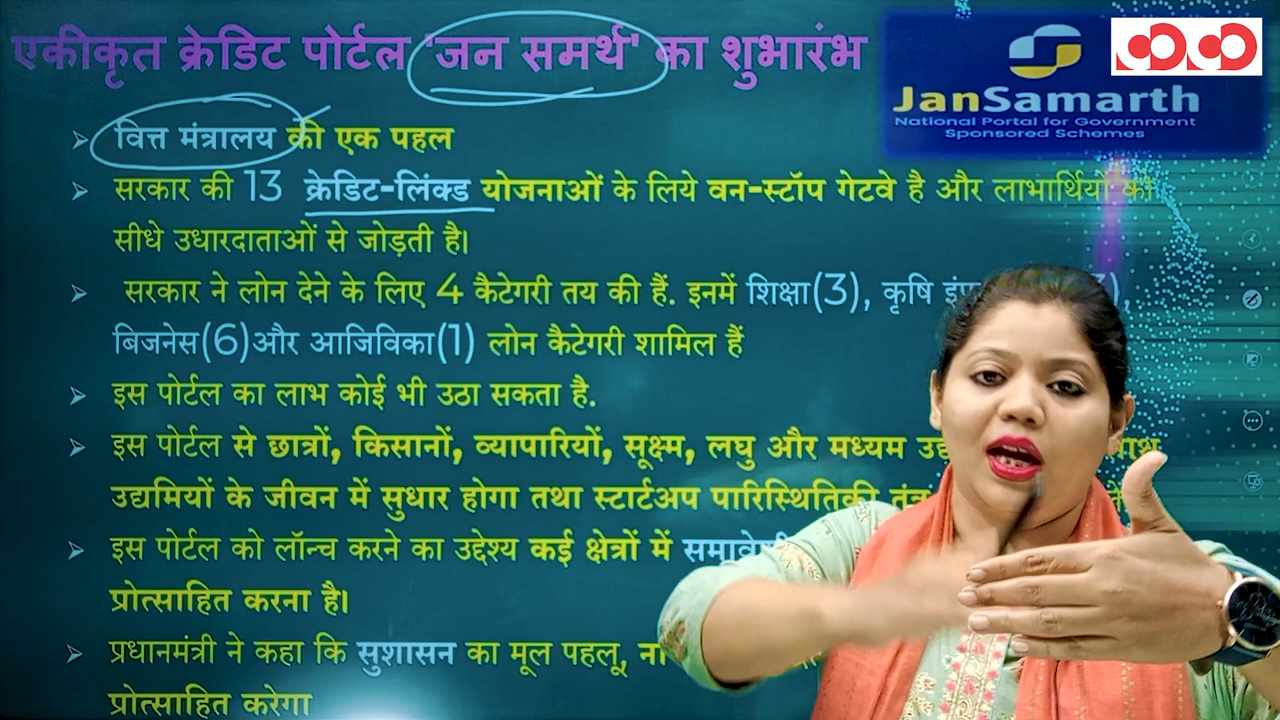 एकीकृत क्रेडिट पोर्टल 'जन समर्थ' का शुभारंभ
JanSamarth
National Portal for Government
Sponsored Schemes
➢ वित्त मंत्रालय की एक पहल
➢ सरकार की 13 क्रेडिट-लिंक्ड योजनाओं के लिये वन-स्टॉप गेटवे है और लाभार्थियों को
सीधे उधारदाताओं से जोड़ती है।
➢ सरकार ने लोन देने के लिए 4 कैटेगरी तय की हैं. इनमें शिक्षा(3), कृषि
बिजनेस(6)और आजिविका(1) लोन कैटेगरी शामिल हैं
➢ इस पोर्टल का लाभ कोई भी उठा सकता है.
➢ इस पोर्टल से छात्रों, किसानों, व्यापारियों, सूक्ष्म, लघु और मध्यम
उद्यमियों के जीवन में सुधार होगा तथा स्टार्टअप पारिस्थितिकी
➢ इस पोर्टल को लॉन्च करने का उद्देश्य कई क्षेत्रों में
प्रोत्साहित करना है।
➢ प्रधानमंत्री ने कहा कि सुशासन का मूल पहलू,
प्रोत्साहित करेगा